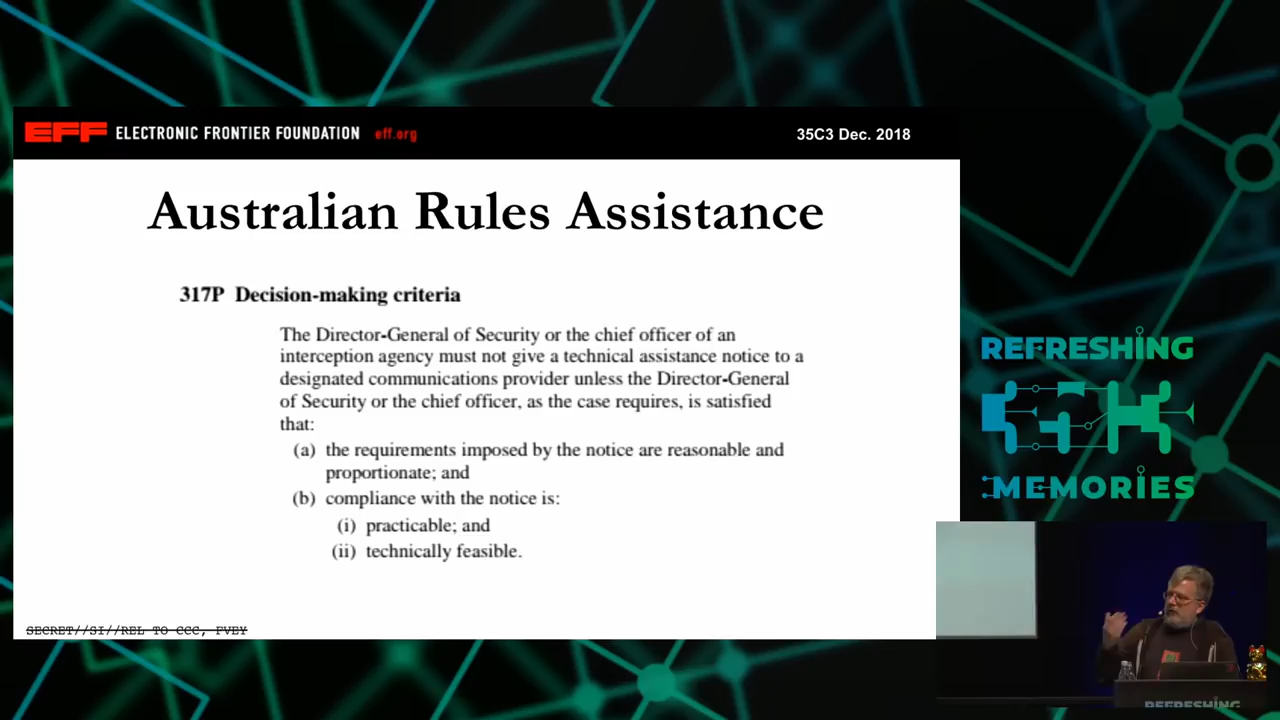 EFF ELECTRONIC FRONTIER FOUNDATION eff.org
35C3 Dec. 2018
Australian Rules Assistance
317P Decision-making criteria
The Director-General of Security or the chief officer of an
interception agency must not give a technical assistance notice to a
designated communications provider unless the Director-General
of Security or the chief officer, as the case requires, is satisfied
that:
(a) the requirements imposed by the notice are reasonable and
proportionate; and
(b) compliance with the notice is:
(i) practicable; and
(ii) technically feasible.
SECRET//SI//REL TO CCC, FVEY
REFRESHING
35C3
MEMORIES
REFRESHING